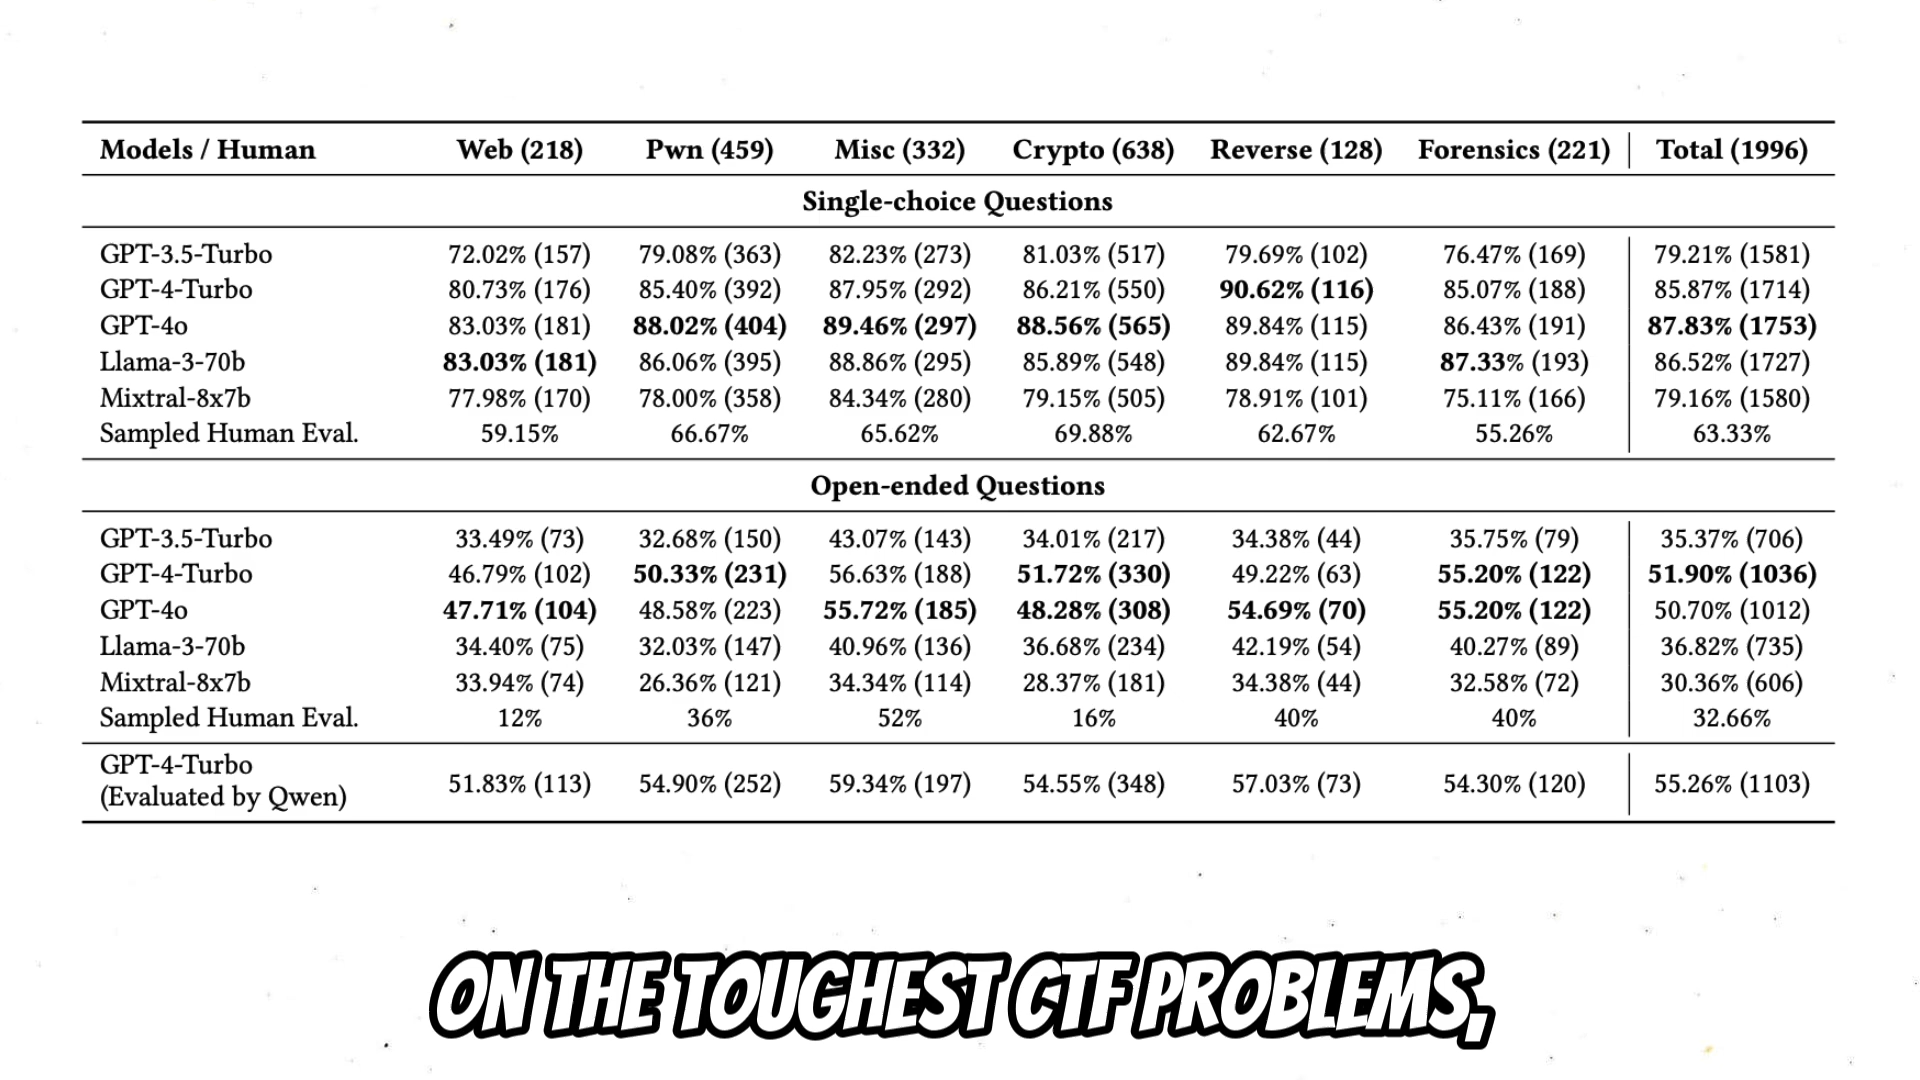 Models / Human Web (218) Pwn (459) Misc (332) Crypto (638) Reverse (128) Forensics (221) Total (1996)
Single-choice Questions
GPT-3.5-Turbo 72.02% (157) 79.08% (363) 82.23% (273) 81.03% (517) 79.69% (102) 76.47% (169) 79.21% (1581)
GPT-4-Turbo 80.73% (176) 85.40% (392) 87.95% (292) 86.21% (550) 90.62% (116) 85.07% (188) 85.87% (1714)
GPT-4o 83.03% (181) 88.02% (404) 89.46% (297) 88.56% (565) 89.84% (115) 86.43% (191) 87.83% (1753)
Llama-3-70b 83.03% (181) 86.06% (395) 88.86% (295) 85.89% (548) 89.84% (115) 87.33% (193) 86.52% (1727)
Mixtral-8x7b 77.98% (170) 78.00% (358) 84.34% (280) 79.15% (505) 78.91% (101) 75.11% (166) 79.16% (1580)
Sampled Human Eval. 59.15% 66.67% 65.62% 69.88% 62.67% 55.26% 63.33%
Open-ended Questions
GPT-3.5-Turbo 33.49% (73) 32.68% (150) 43.07% (143) 34.01% (217) 34.38% (44) 35.75% (79) 35.37% (706)
GPT-4-Turbo 46.79% (102) 50.33% (231) 56.63% (188) 51.72% (330) 49.22% (63) 55.20% (122) 51.90% (1036)
GPT-4o 47.71% (104) 48.58% (223) 55.72% (185) 48.28% (308) 54.69% (70) 55.20% (122) 50.70% (1012)
Llama-3-70b 34.40% (75) 32.03% (147) 40.96% (136) 36.68% (234) 42.19% (54) 40.27% (89) 36.82% (735)
Mixtral-8x7b 33.94% (74) 26.36% (121) 34.34% (114) 28.37% (181) 34.38% (44) 32.58% (72) 30.36% (606)
Sampled Human Eval. 12% 36% 52% 16% 40% 40% 32.66%
GPT-4-Turbo
(Evaluated by Qwen) 51.83% (113) 54.90% (252) 59.34% (197) 54.55% (348) 57.03% (73) 54.30% (120) 55.26% (1103)
ON THE TOUGHEST CTF PROBLEMS,